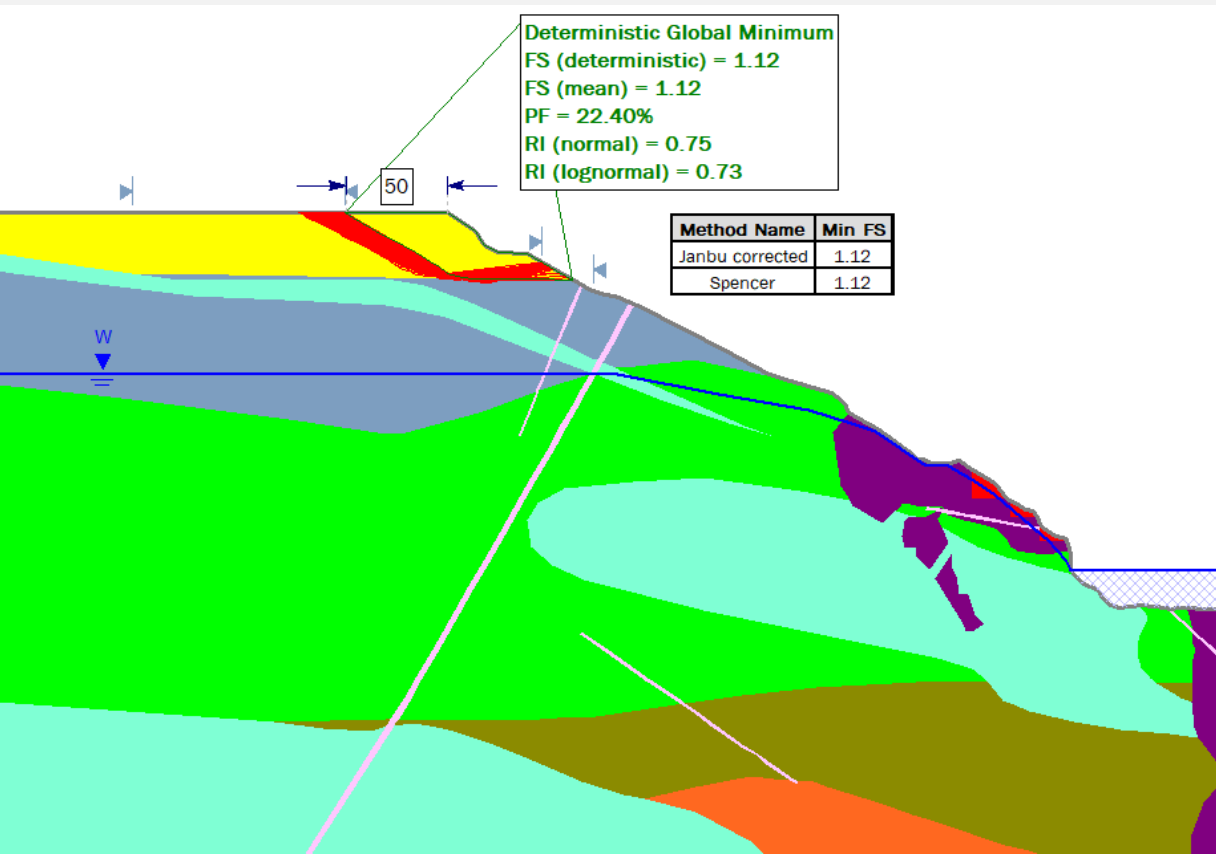 Deterministic Global Minimum
FS (deterministic) = 1.12
FS (mean) = 1.12
PF = 22.40%
RI (normal) = 0.75
RI (lognormal) = 0.73
50
Method Name Min FS
Janbu corrected 1.12
Spencer 1.12
W